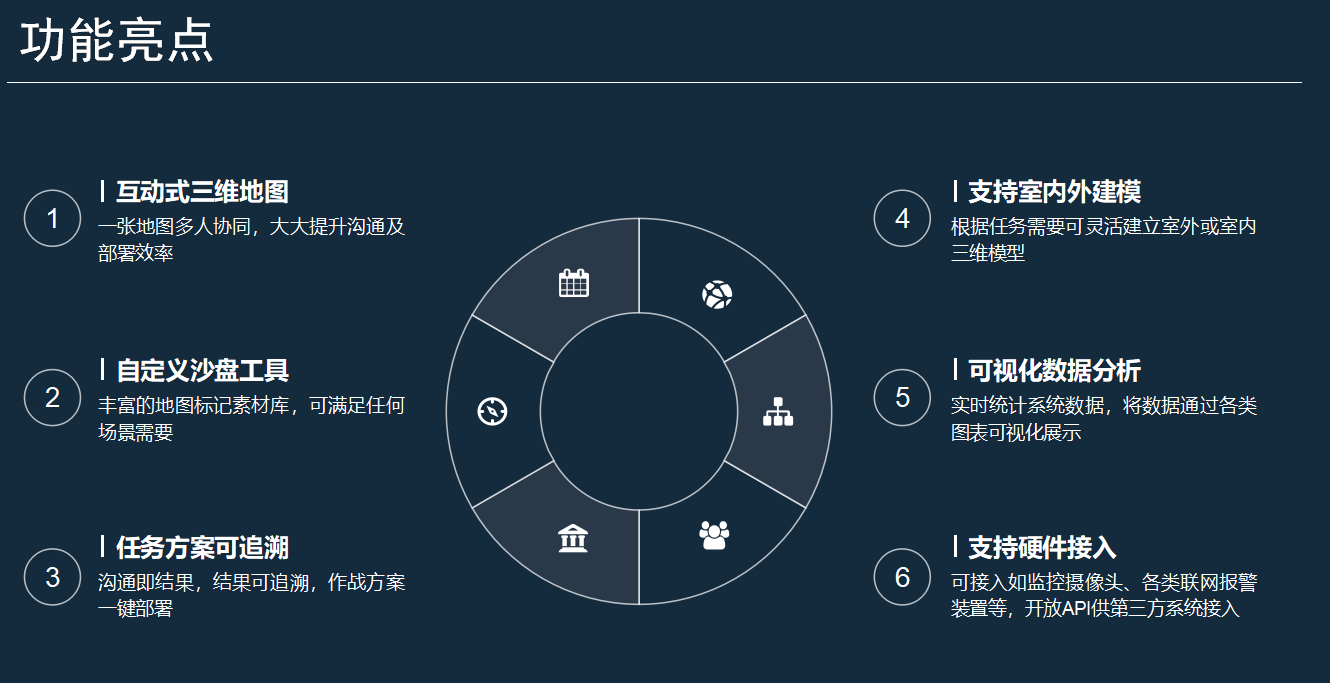 功能亮点
1
互动式三维地图
一张地图多人协同，大大提升沟通及
部署效率
2
自定义沙盘工具
丰富的地图标记素材库，可满足任何
场景需要
3
任务方案可追溯
沟通即结果，结果可追溯，作战方案
一键部署
4
支持室内外建模
根据任务需要可灵活建立室外或室内
三维模型
5
可视化数据分析
实时统计系统数据，将数据通过各类
图表可视化展示
6
支持硬件接入
可接入如监控摄像头、各类联网报警
装置等，开放API供第三方系统接入